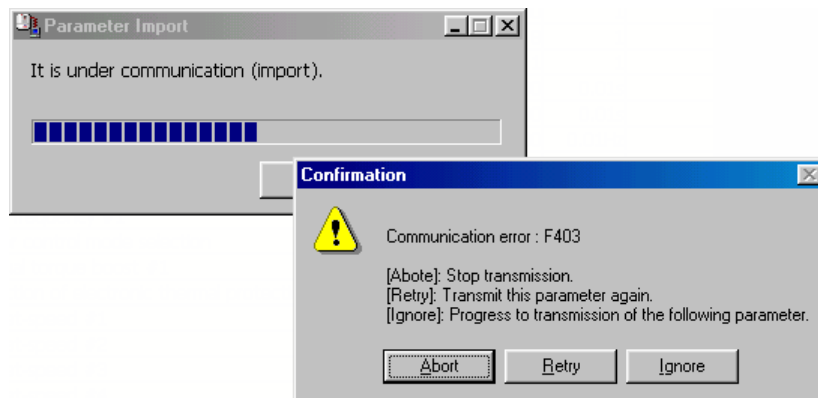 Parameter Import
It is under communication (import).
Confirmation
Communication error : F403
[Abote]: Stop transmission.
[Retry]: Transmit this parameter again.
[Ignore]: Progress to transmission of the following parameter.
Abort
Retry
Ignore